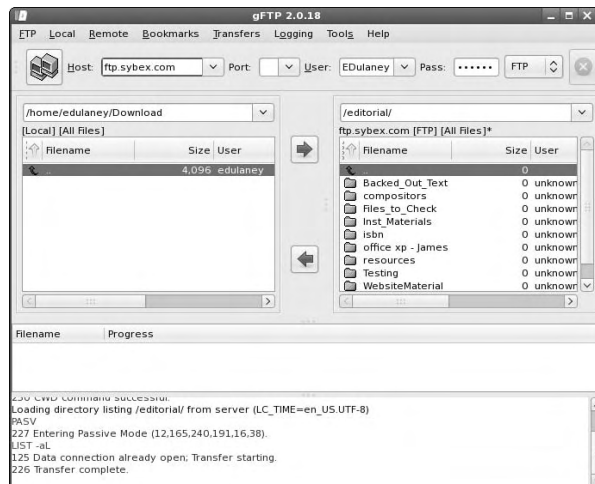 gFTP 2.0.18
FTP Local Remote Bookmarks Transfers Logging Tools Help
Host: ftp.sybex.com Port: User: EDulaney Pass: •••••• FTP
/home/edulaney/Download
[Local] [All Files]
Filename Size User
.. 4,096 edulaney
/editorial/
ftp.sybex.com [FTP] [All Files]*
Filename Size User
.. 0
Backed_Out_Text 0 unknown
compositors 0 unknown
Files_to_Check 0 unknown
Inst_Materials 0 unknown
isbn 0 unknown
office xp - James 0 unknown
resources 0 unknown
Testing 0 unknown
WebsiteMaterial 0 unknown
Filename Progress
250 CWD command successful.
Loading directory listing /editorial/ from server (LC_TIME=en_US.UTF-8)
PASV
227 Entering Passive Mode (12,165,240,191,16,38).
LIST -aL
125 Data connection already open; Transfer starting.
226 Transfer complete.